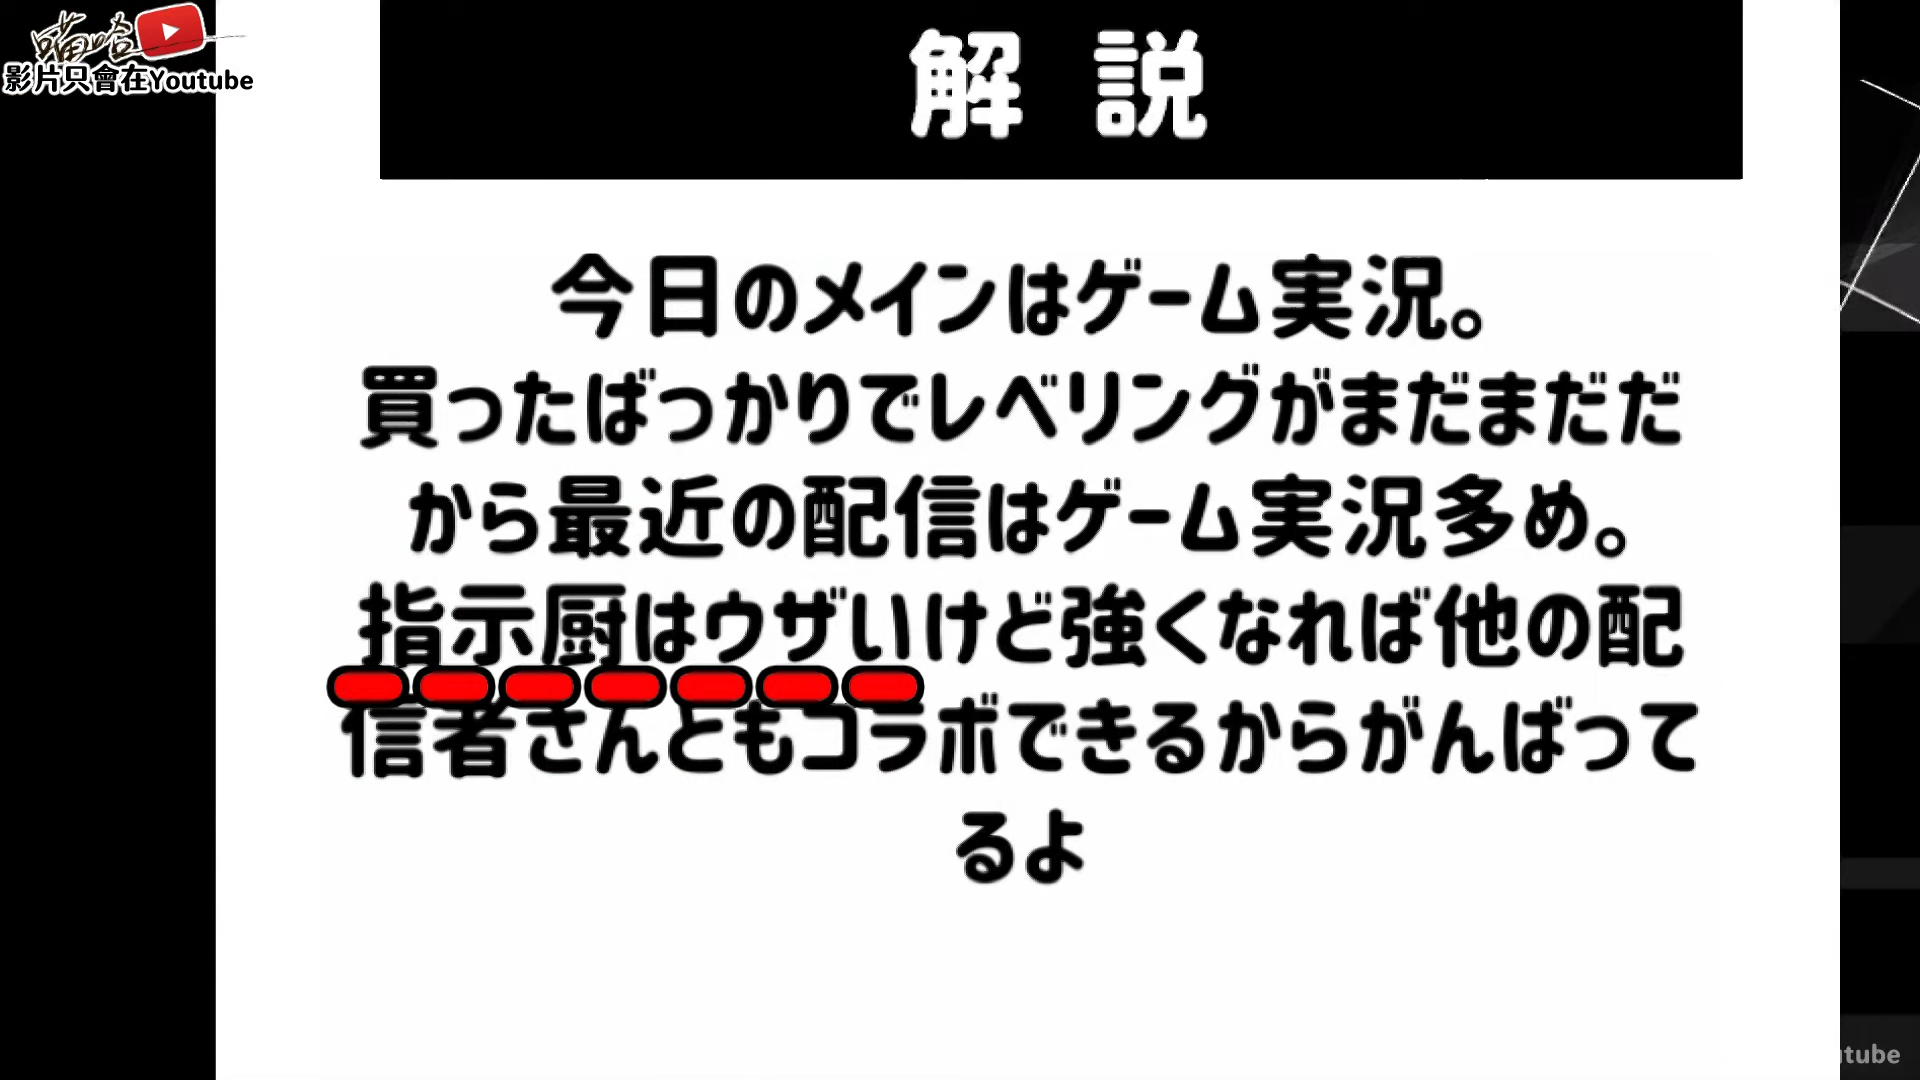 喵哈
影片只會在Youtube
解説
今日のメインはゲーム実況。
買ったばっかりでレベリングがまだまだだ
から最近の配信はゲーム実況多め。
指示厨はウザいけど強くなれば他の配
信者さんともコラボできるからがんばって
るよ
utube